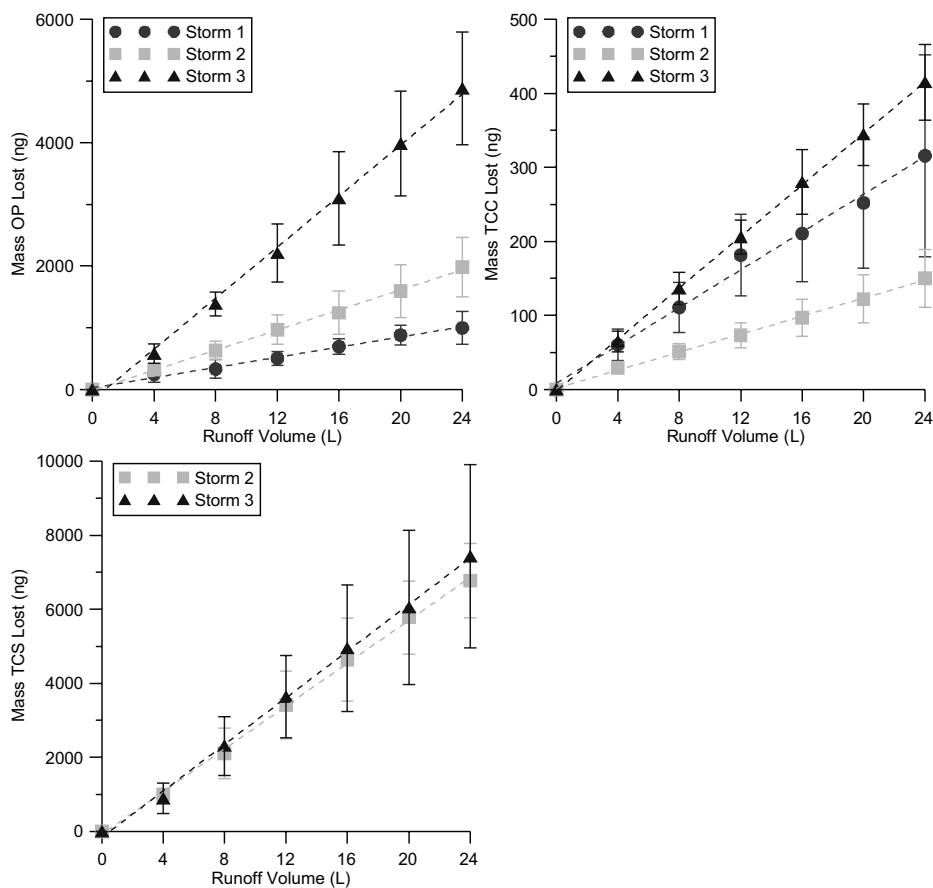 6000
4000
2000
0
Mass OP Lost (ng)
Storm 1
Storm 2
Storm 3
0 4 8 12 16 20 24
Runoff Volume (L)
500
400
300
200
100
0
Mass TCC Lost (ng)
Storm 1
Storm 2
Storm 3
0 4 8 12 16 20 24
Runoff Volume (L)
10000
8000
6000
4000
2000
0
Mass TCS Lost (ng)
Storm 2
Storm 3
0 4 8 12 16 20 24
Runoff Volume (L)